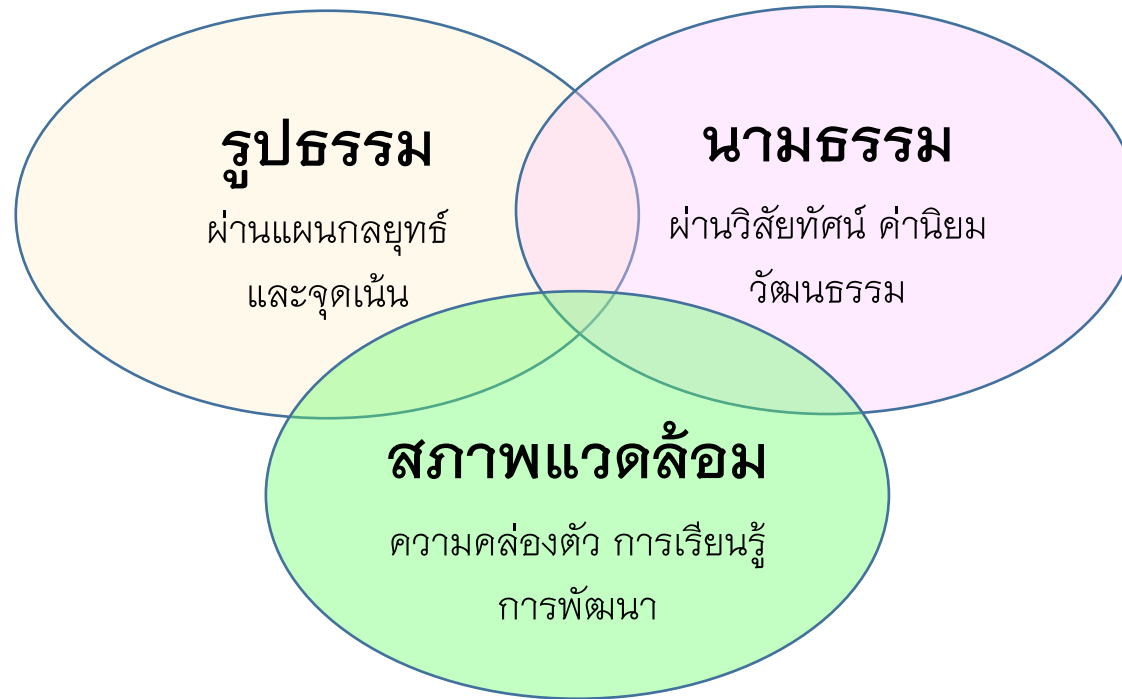 รูปธรรม
ผ่านแผนกลยุทธ์
และจุดเน้น
นามธรรม
ผ่านวิสัยทัศน์ ค่านิยม
วัฒนธรรม
สภาพแวดล้อม
ความคล่องตัว การเรียนรู้
การพัฒนา